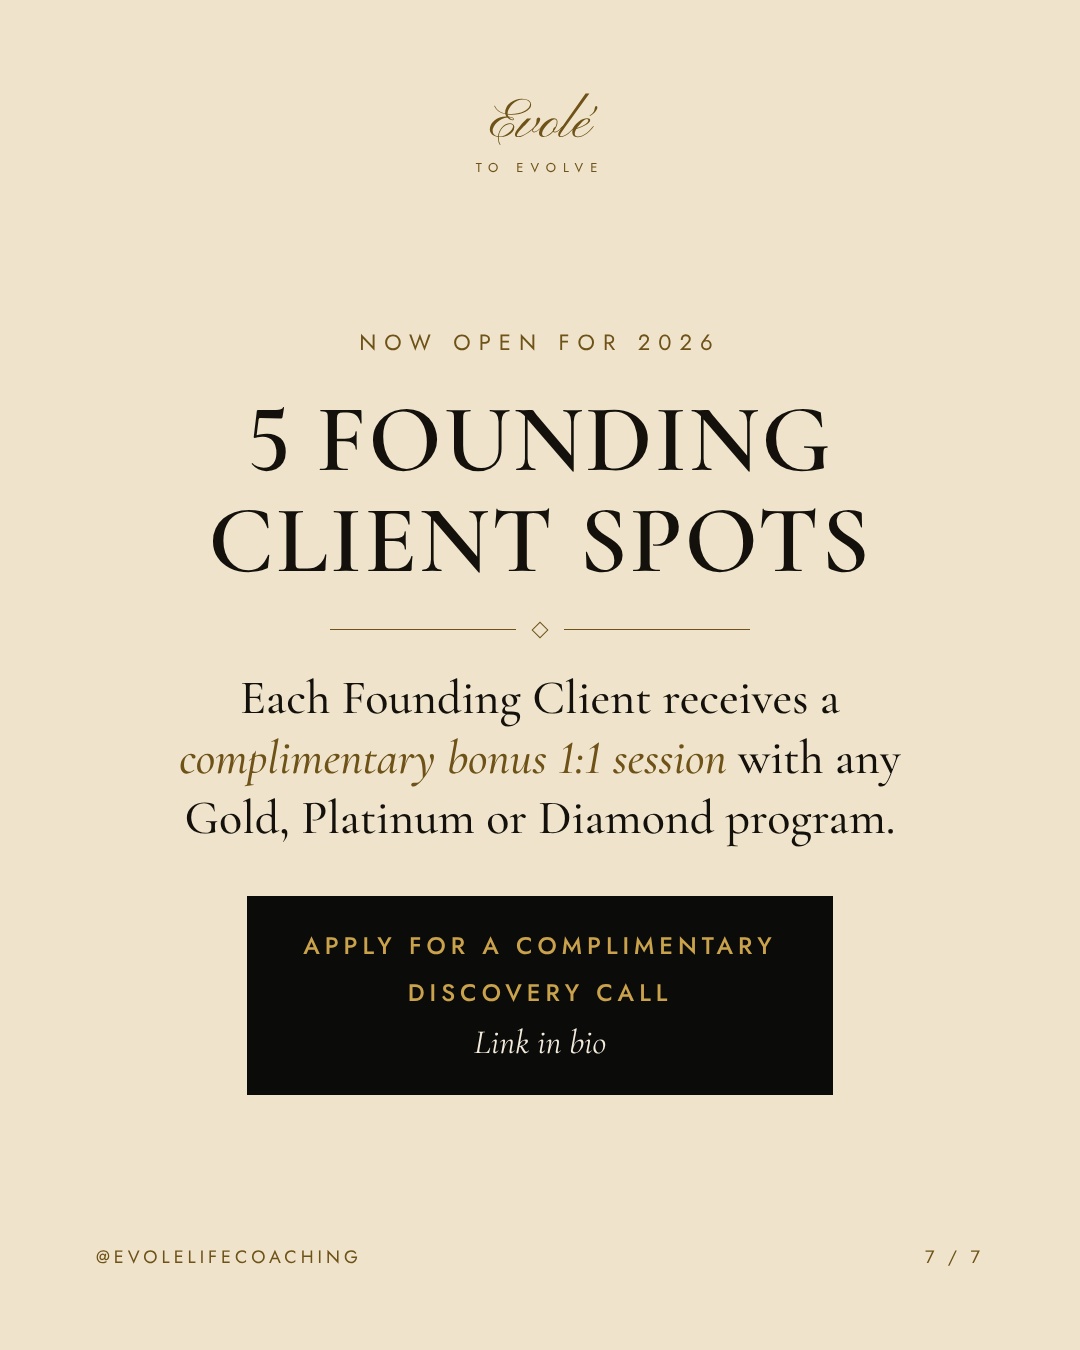 Evolé
TO EVOLVE
NOW OPEN FOR 2026
5 FOUNDING
CLIENT SPOTS
Each Founding Client receives a
complimentary bonus 1:1 session with any
Gold, Platinum or Diamond program.
APPLY FOR A COMPLIMENTARY
DISCOVERY CALL
Link in bio
@EVOLELIFECOACHING
7 / 7